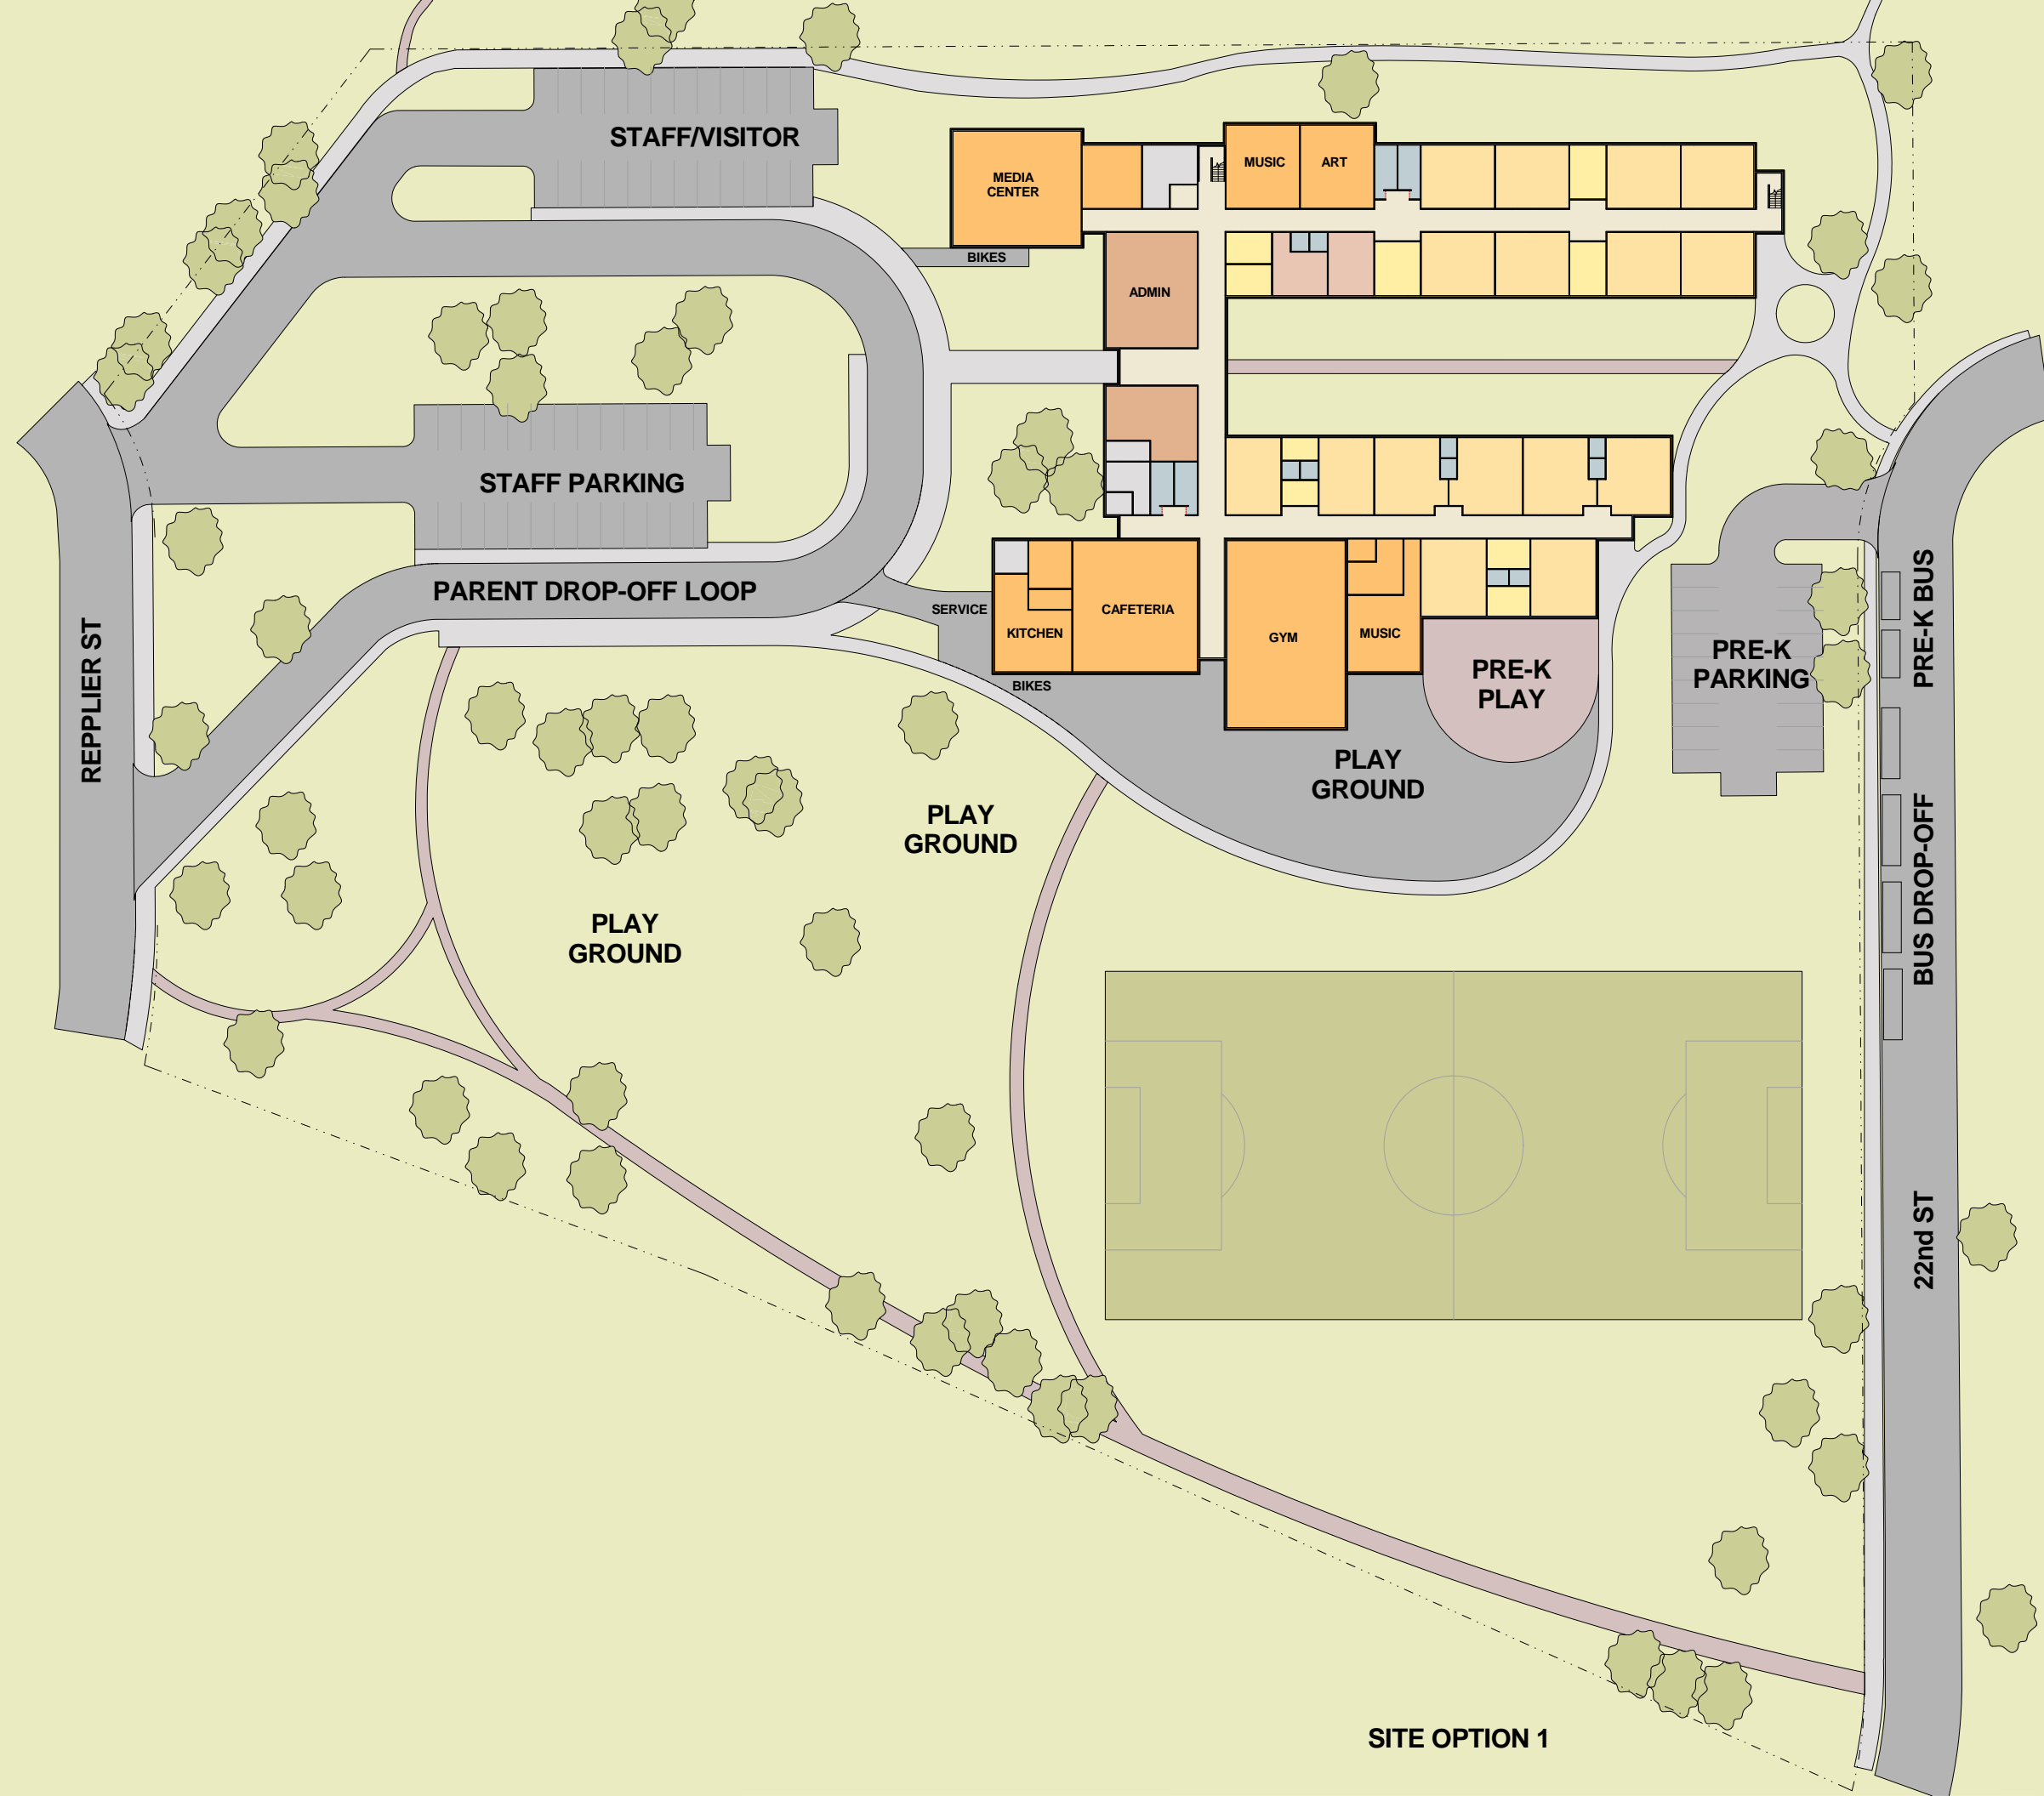 STAFF/VISITOR
MUSIC
ART
MEDIA
CENTER
BIKES
ADMIN
STAFF PARKING
PARENT DROP-OFF LOOP
SERVICE
CAFETERIA
KITCHEN
GYM
MUSIC
PRE-K
PLAY
PRE-K
PARKING
PRE-K BUS
REPPLIER ST
BIKES
PLAY
GROUND
PLAY
GROUND
BUS DROP-OFF
PLAY
GROUND
22nd ST
SITE OPTION 1